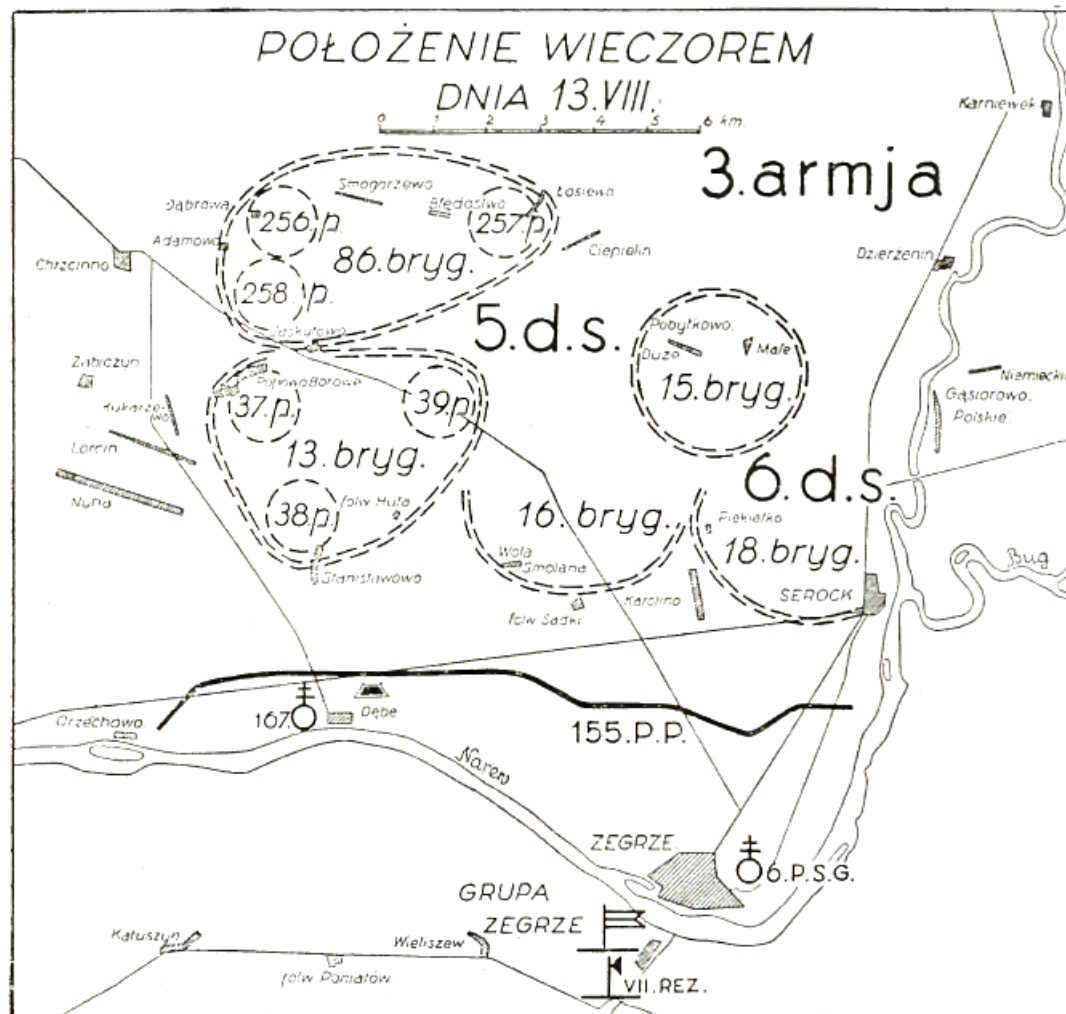 POŁOŻENIE WIECZOREM
DNIA 13.VIII.
0 1 2 3 4 5 6 km.
Karniewek
3.armja
Smogorzewo
Łosiewo
Dąbrowa
Błędostwo
256.p.
257.p.
Adamowo
Ciepielin
86.bryg.
Chrzcinno
Dzierżenin
258.p.
5.d.s.
Pobyłkowo.
Duże
Małe
Niemieckie
Zabiczyn
Popowo Borowe
15.bryg.
Gąsiorowo.
Polskie.
37.p.
39.p
Lorcin
13.bryg.
6.d.s.
Nuna
folw Huta
38.p.
16.bryg.
Piekiełko
18.bryg.
Wola
Smolana
Bug
Stanisławowo
Karolino
SEROCK
folw Sadki
Orzechowo.
167.
Dębe
155.P.P.
Narew
ZEGRZE.
6.P.S.G.
GRUPA
ZEGRZE
Kałuszyn
Wieliszew
folw Poniatów
VII.REZ.